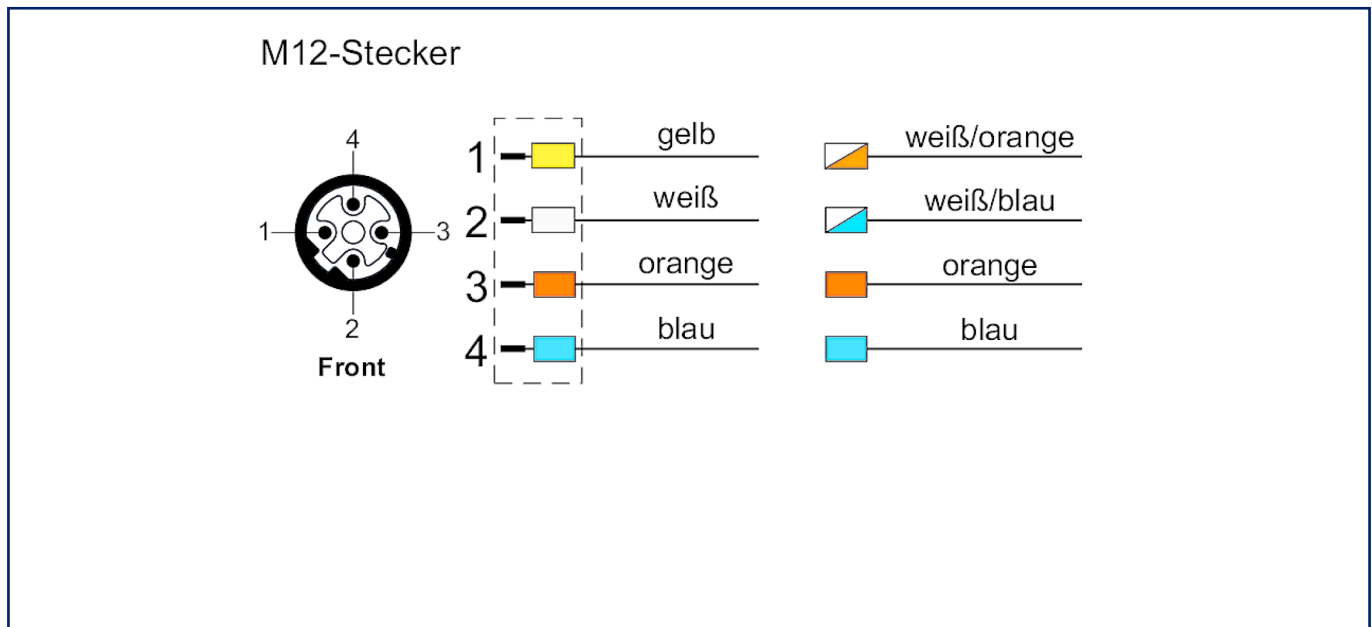 M12-Stecker
4
1
3
2
Front
1 gelb weiß/orange
2 weiß weiß/blau
3 orange orange
4 blau blau